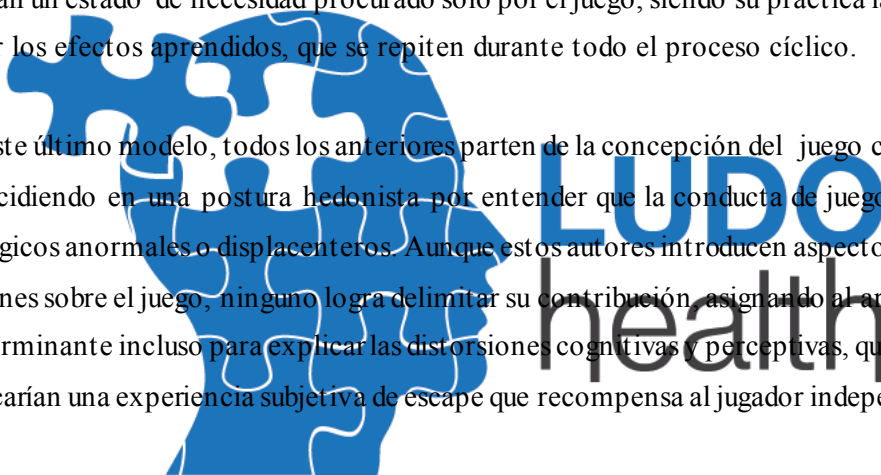 an un estado de necesidad procurado solo por el juego, siendo su práctica la
r los efectos aprendidos, que se repiten durante todo el proceso cíclico.
ste último modelo, todos los anteriores parten de la concepción del juego c
cidiendo en una postura hedonista por entender que la conducta de juego
gicos anormales o displacenteros. Aunque estos autores introducen aspecto
nes sobre el juego, ninguno logra delimitar su contribución, asignando al ar
erminante incluso para explicar las distorsiones cognitivas y perceptivas, qu
carían una experiencia subjetiva de escape que recompensa al jugador indepe
LUDO
health